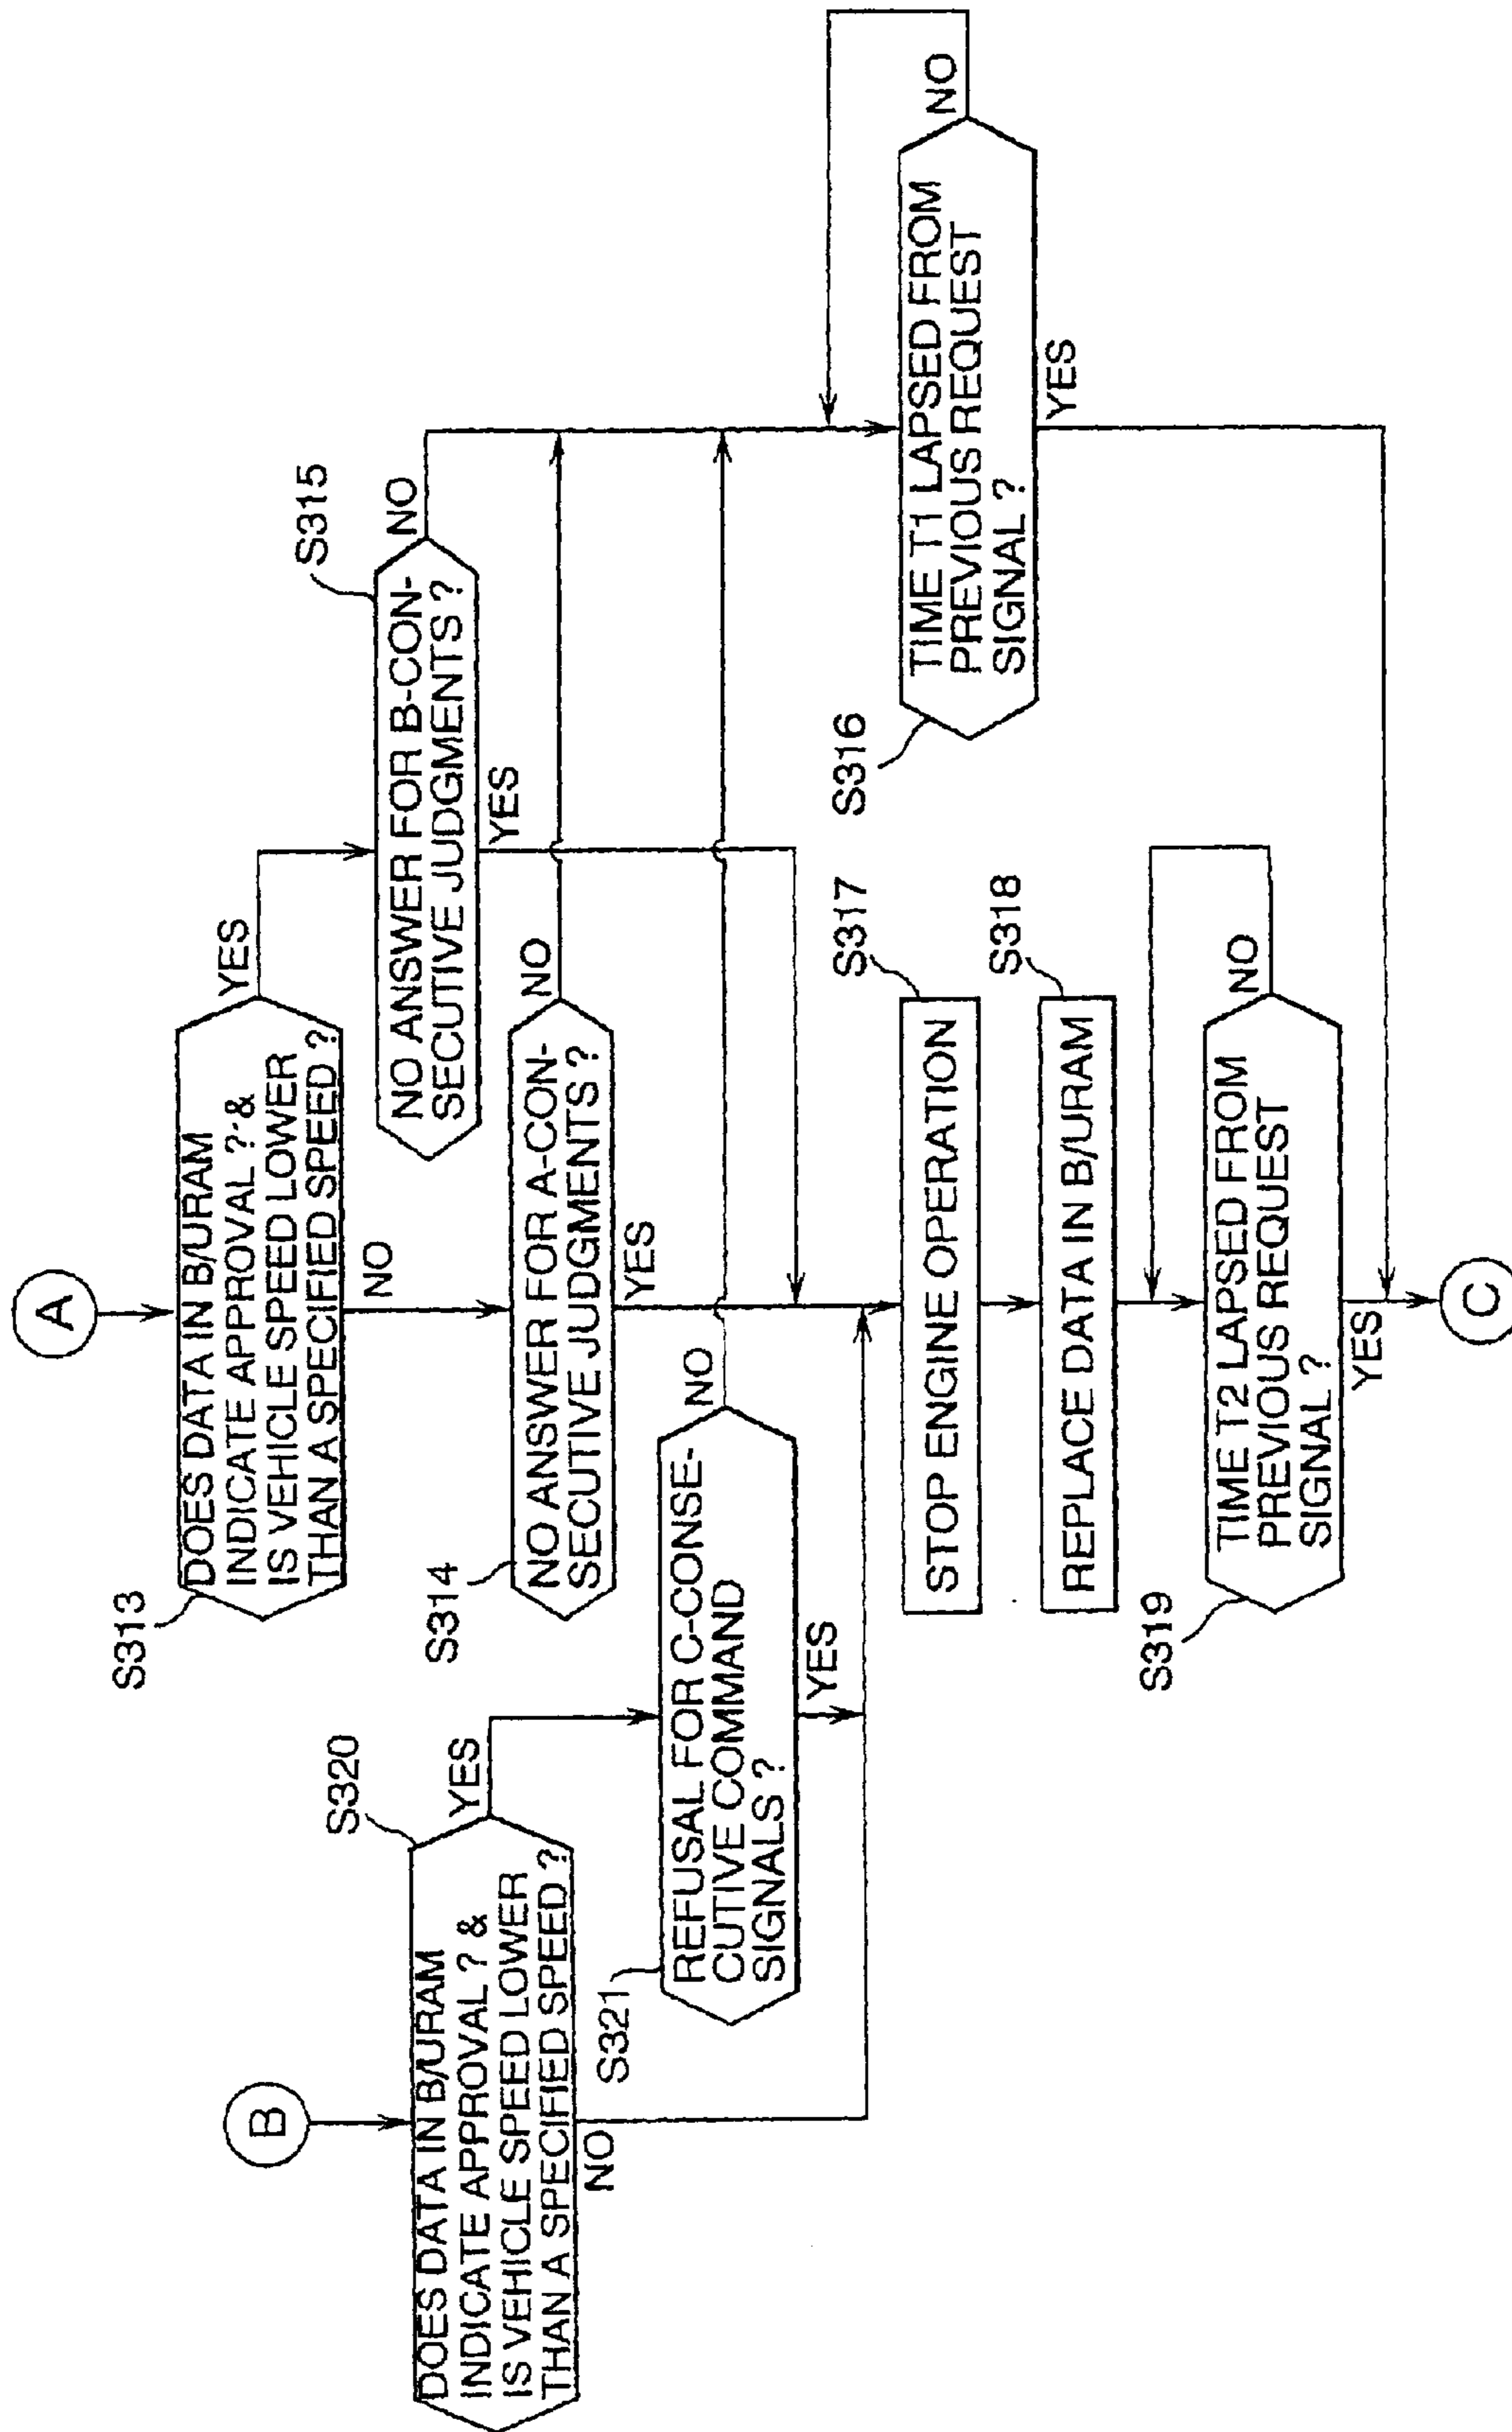 A
S313
DOES DATA IN B/URAM
INDICATE APPROVAL ? &
IS VEHICLE SPEED LOWER
THAN A SPECIFIED SPEED ?
YES
NO
S315
NO ANSWER FOR B-CON-
SECUTIVE JUDGMENTS ?
NO
YES
S314
NO ANSWER FOR A-CON-
SECUTIVE JUDGMENTS ?
NO
YES
B
S320
DOES DATA IN B/URAM
INDICATE APPROVAL ? &
IS VEHICLE SPEED LOWER
THAN A SPECIFIED SPEED ?
YES
NO
S321
REFUSAL FOR C-CONSE-
CUTIVE COMMAND
SIGNALS ?
NO
YES
S316
TIME T1 LAPSED FROM
PREVIOUS REQUEST
SIGNAL ?
NO
YES
S317
STOP ENGINE OPERATION
S318
REPLACE DATA IN B/URAM
S319
TIME T2 LAPSED FROM
PREVIOUS REQUEST
SIGNAL ?
NO
YES
C